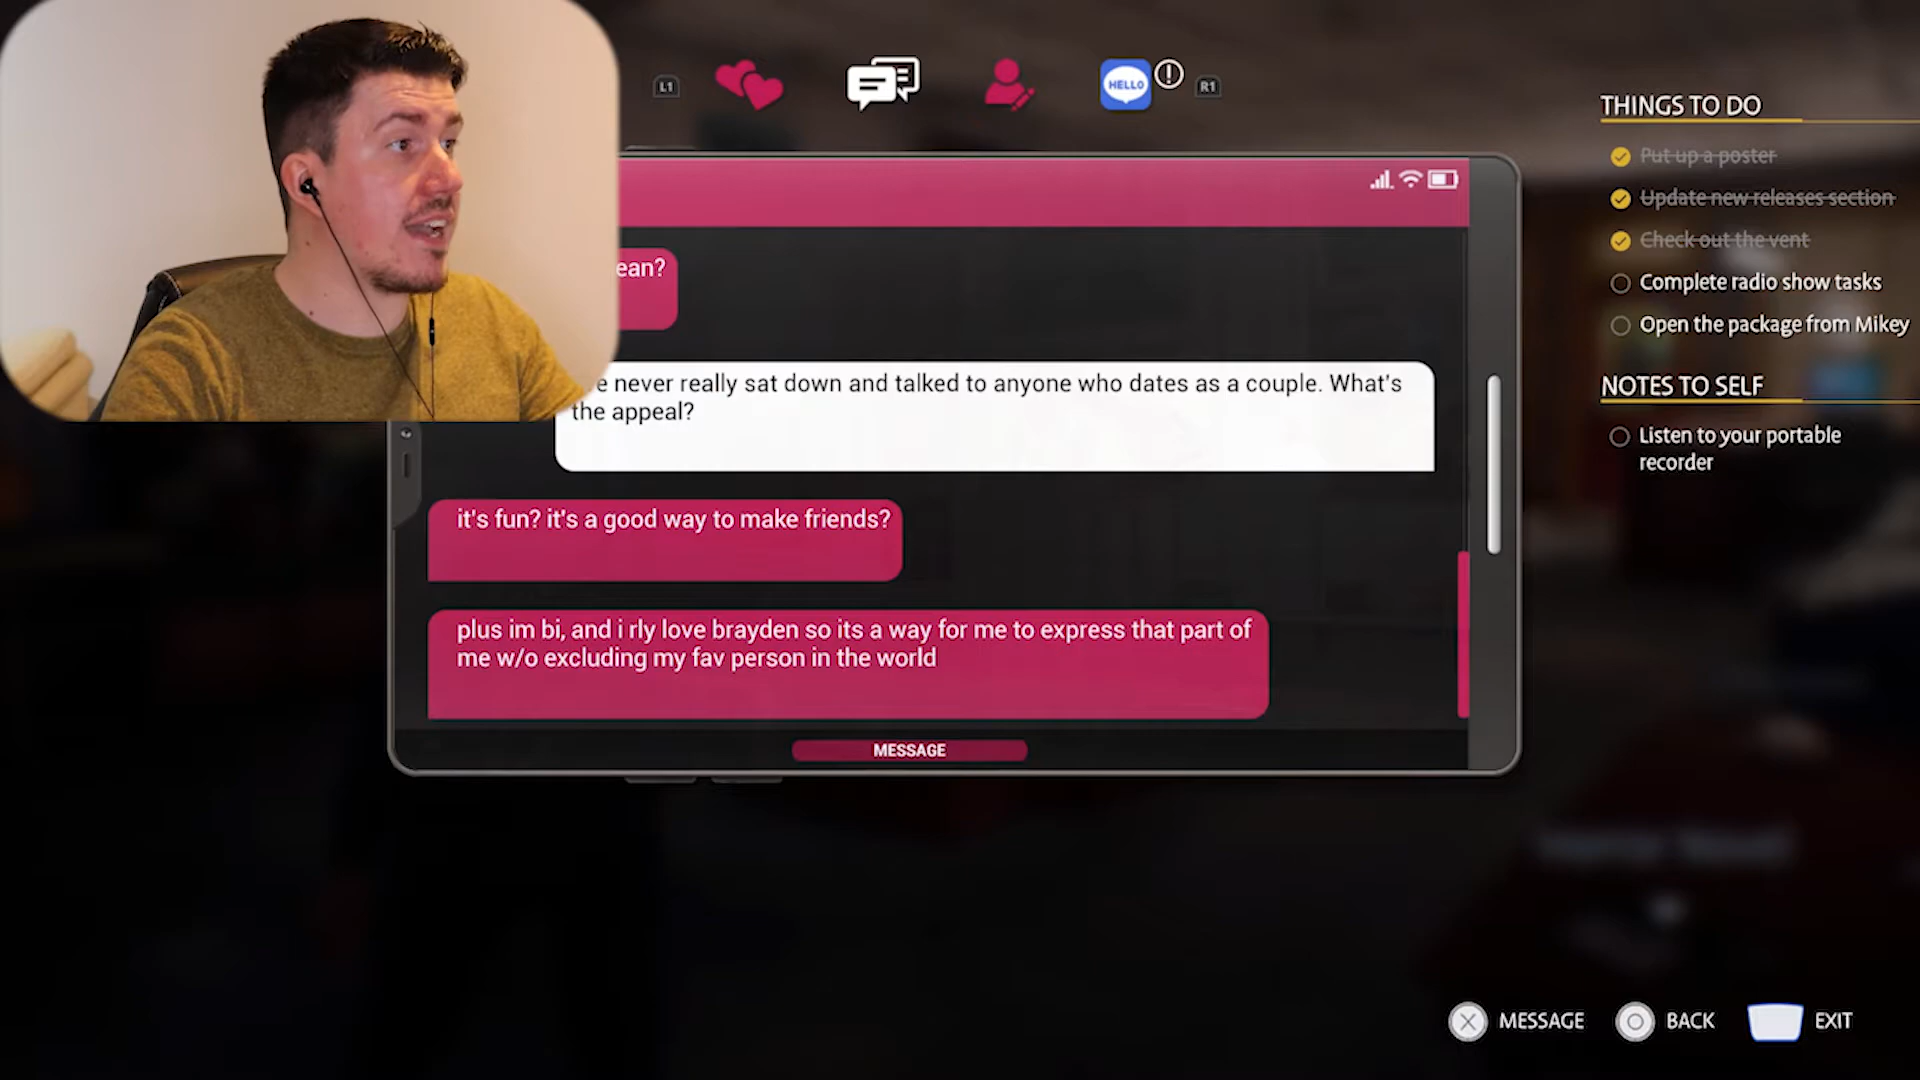 L1
HELLO
!
R1
THINGS TO DO
Put up a poster
Update new releases section
Check out the vent
Complete radio show tasks
Open the package from Mikey
NOTES TO SELF
Listen to your portable
recorder
ean?
e never really sat down and talked to anyone who dates as a couple. What's
the appeal?
it's fun? it's a good way to make friends?
plus im bi, and i rly love brayden so its a way for me to express that part of
me w/o excluding my fav person in the world
MESSAGE
MESSAGE
BACK
EXIT